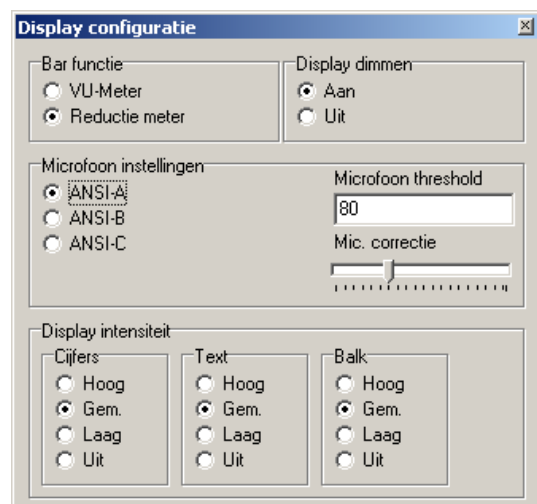 Display configuratie
Bar functie
VU-Meter
Reductie meter
Display dimmen
Aan
Uit
Microfoon instellingen
ANSI-A
ANSI-B
ANSI-C
Microfoon threshold
80
Mic. correctie
Display intensiteit
Cijfers
Hoog
Gem.
Laag
Uit
Text
Hoog
Gem.
Laag
Uit
Balk
Hoog
Gem.
Laag
Uit